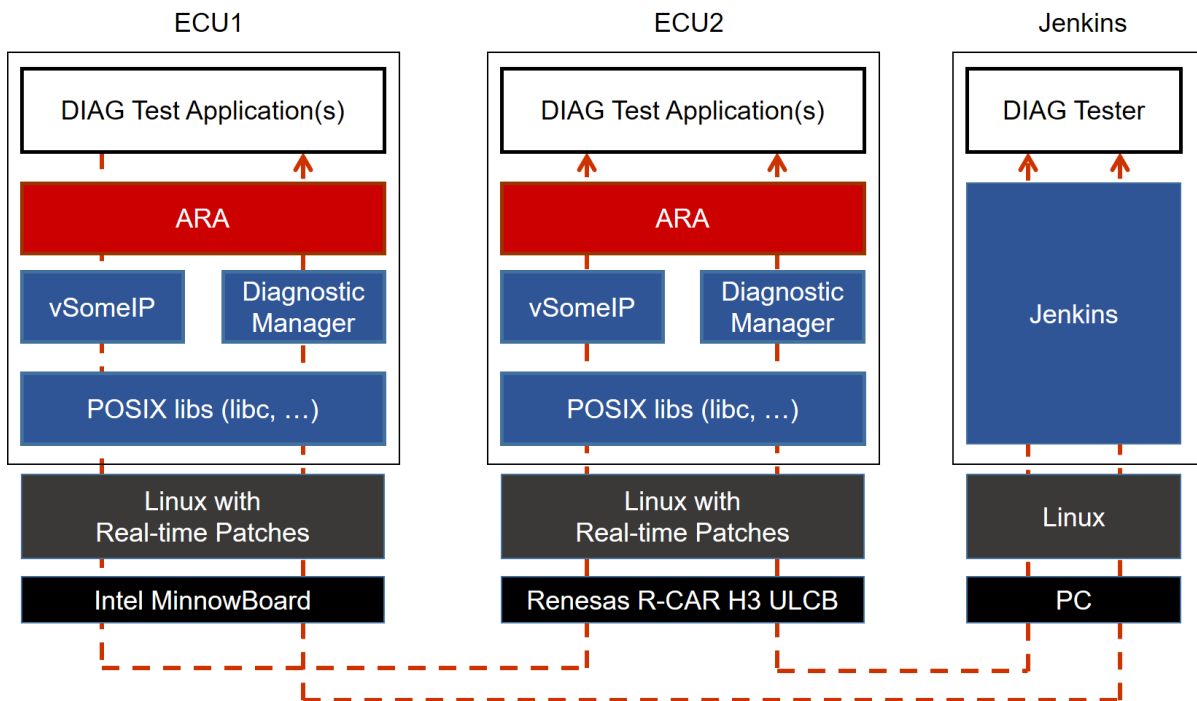 ECU1
DIAG Test Application(s)
ARA
vSomeIP
Diagnostic
Manager
POSIX libs (libc, …)
Linux with
Real-time Patches
Intel MinnowBoard
ECU2
DIAG Test Application(s)
ARA
vSomeIP
Diagnostic
Manager
POSIX libs (libc, …)
Linux with
Real-time Patches
Renesas R-CAR H3 ULCB
Jenkins
DIAG Tester
Jenkins
Linux
PC